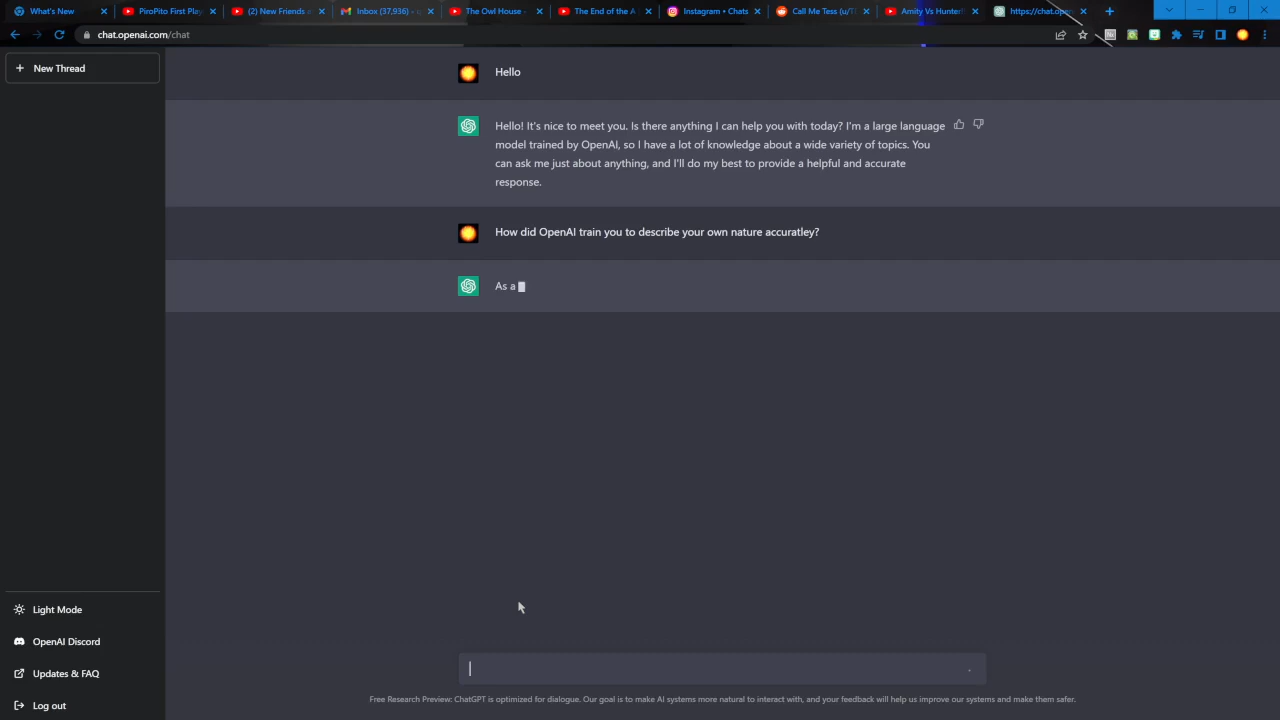 What's New
PiroPito First Play
(2) New Friends
Inbox (37,936)
The Owl House -
The End of the A
Instagram • Chats
Call Me Tess (u/T
Amity Vs Hunter!
https://chat.open
chat.openai.com/chat
New Thread
Hello
Hello! It's nice to meet you. Is there anything I can help you with today? I'm a large language
model trained by OpenAI, so I have a lot of knowledge about a wide variety of topics. You
can ask me just about anything, and I'll do my best to provide a helpful and accurate
response.
How did OpenAI train you to describe your own nature accuratley?
As a
Light Mode
OpenAI Discord
Updates & FAQ
Log out
Free Research Preview: ChatGPT is optimized for dialogue. Our goal is to make AI systems more natural to interact with, and your feedback will help us improve our systems and make them safer.